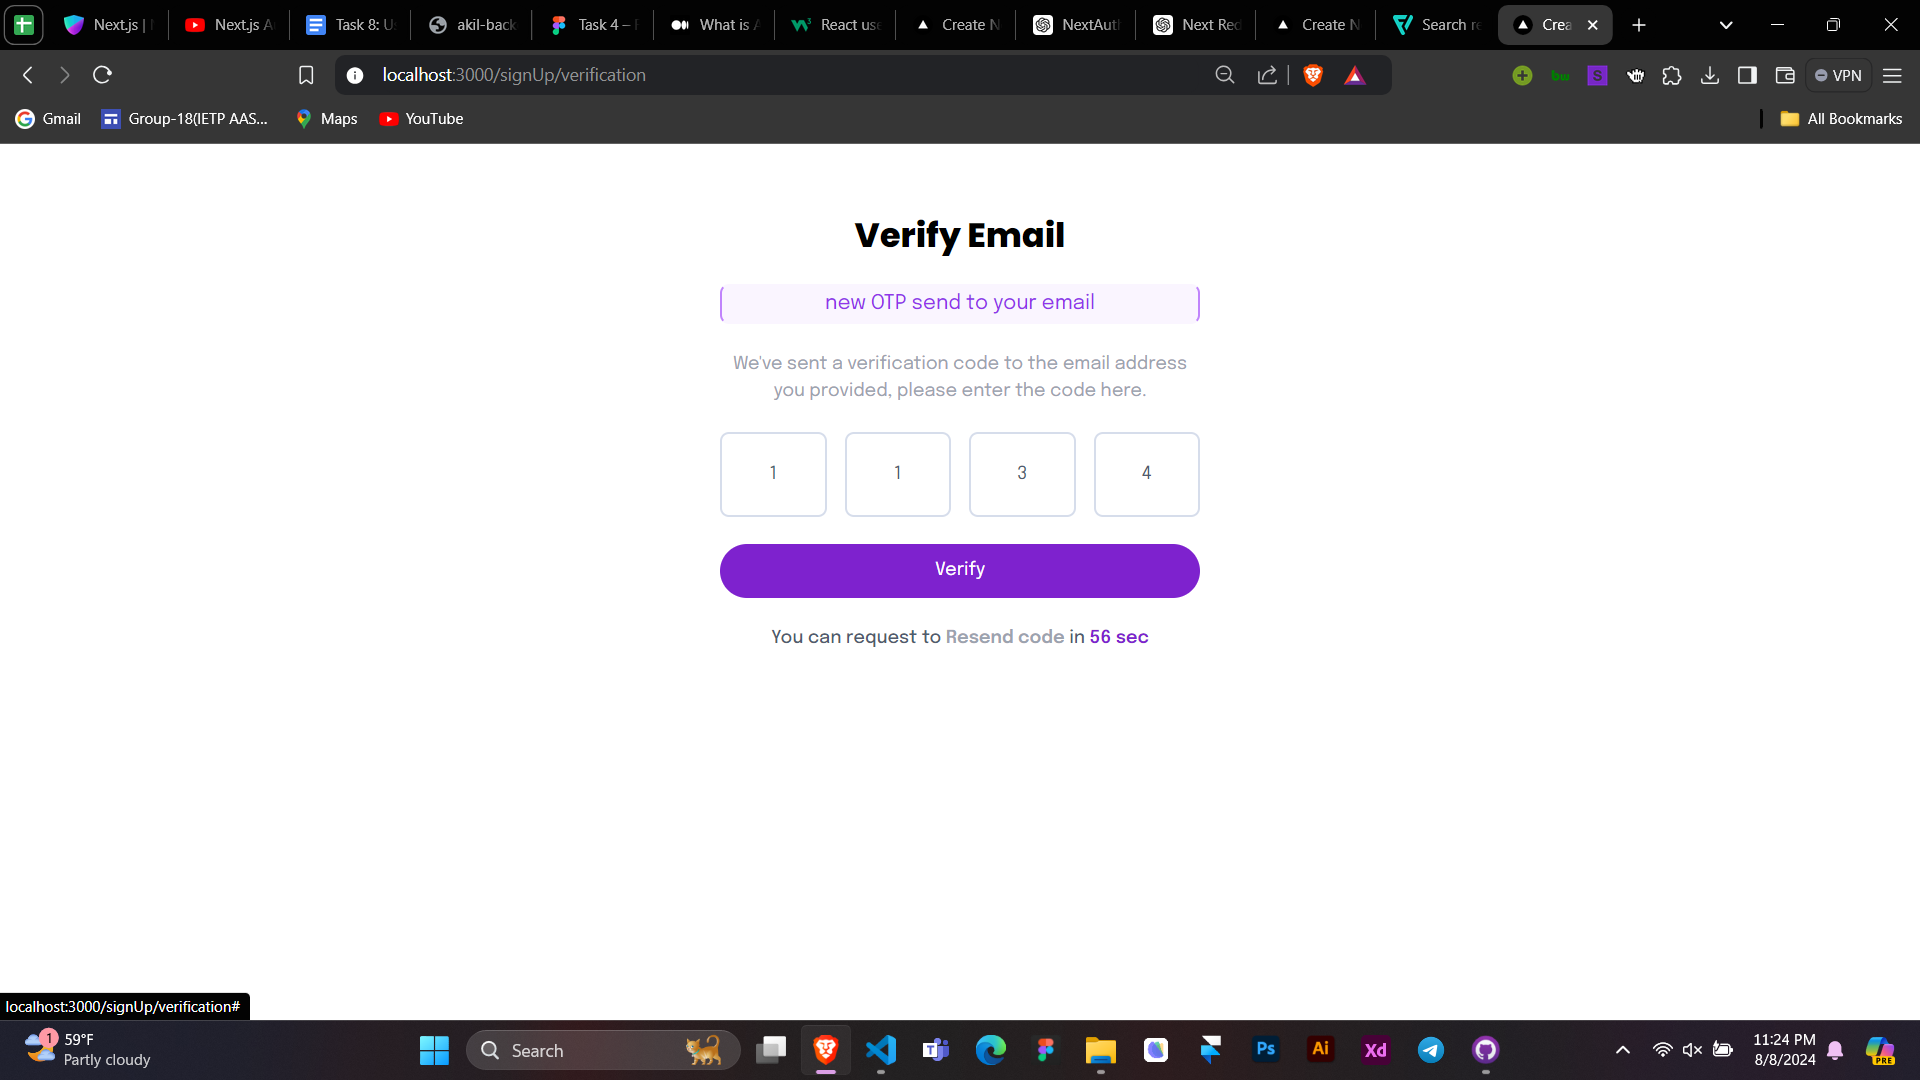 Next.js |
Next.js A
Task 8: U
akil-back
Task 4 –
What is A
React use
Create N
NextAuth
Next Red
Create N
Search re
Crea
localhost:3000/signUp/verification
VPN
Gmail
Group-18(IETP AAS...
Maps
YouTube
All Bookmarks
Verify Email
new OTP send to your email
We've sent a verification code to the email address
you provided, please enter the code here.
1 1 3 4
Verify
You can request to Resend code in 56 sec
localhost:3000/signUp/verification#
1
59°F
Partly cloudy
Search
Ps
Ai
Xd
11:24 PM
8/8/2024
PRE